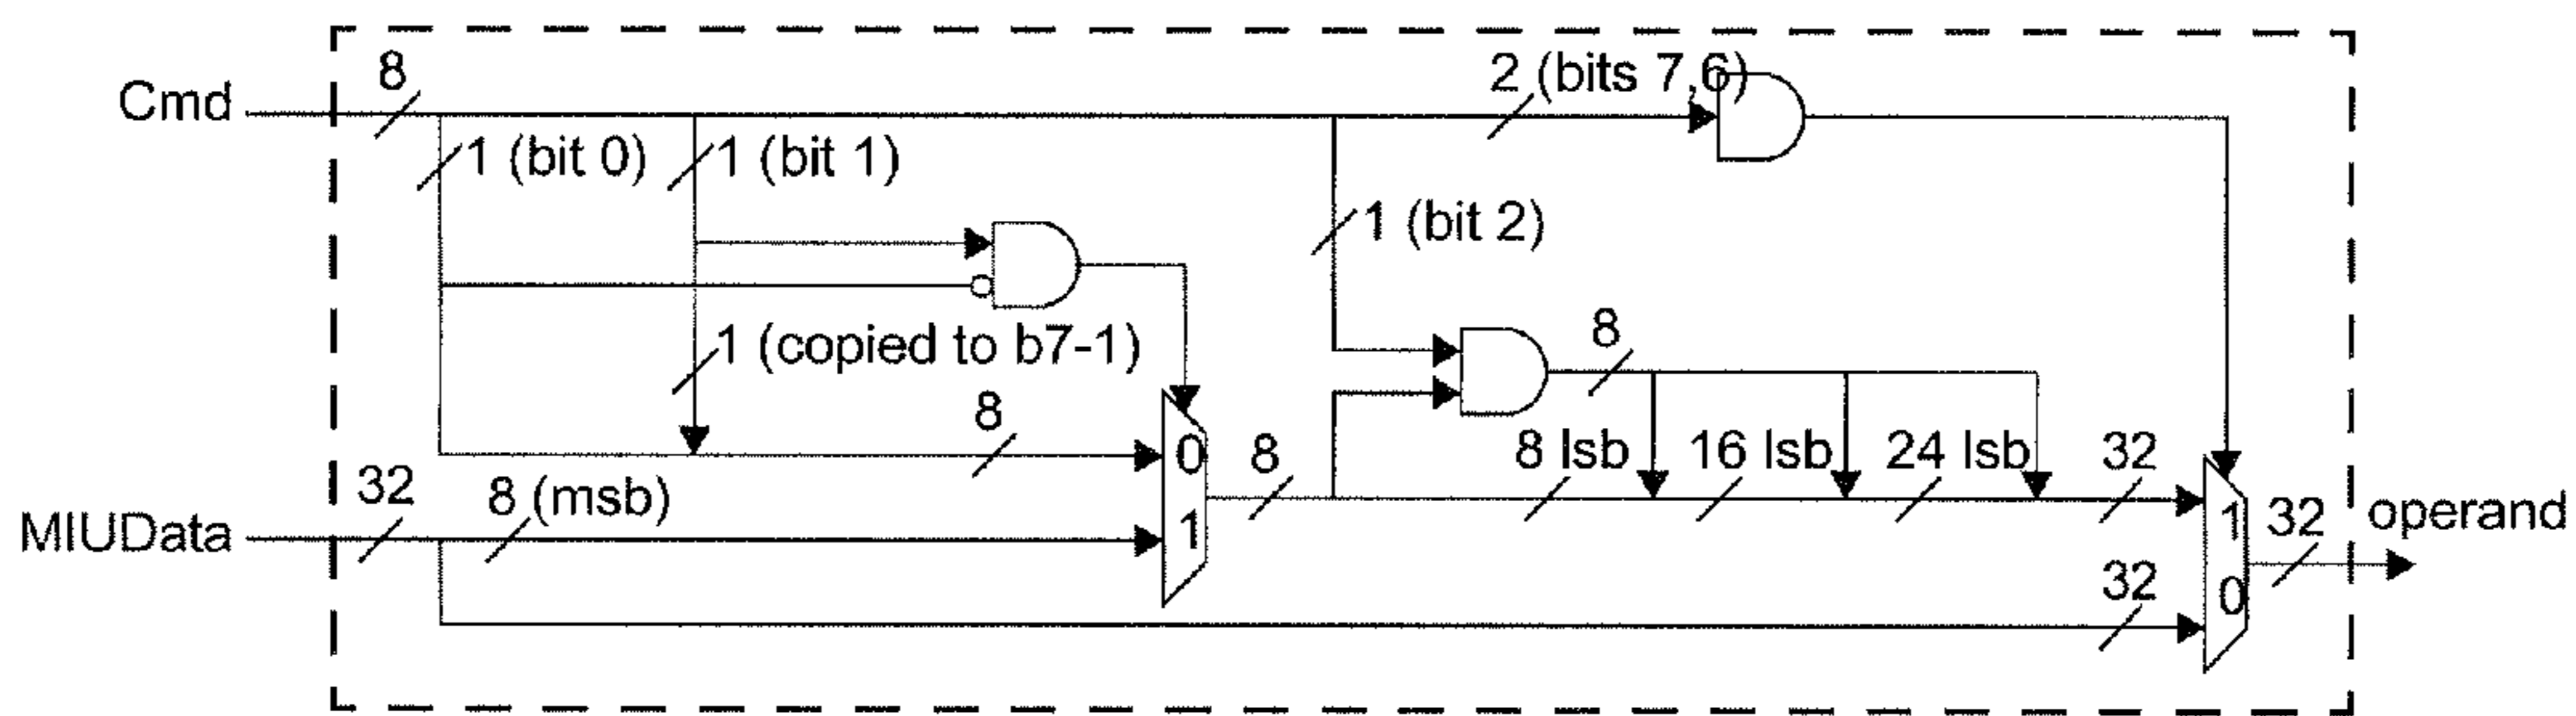 8
2 (bits 7,6)
Cmd
1 (bit 0)
1 (bit 1)
1 (bit 2)
1 (copied to b7-1)
8
8
0
8
8 lsb
16 lsb
24 lsb
32
32
8 (msb)
1
1
32
operand
MIUData
32
0